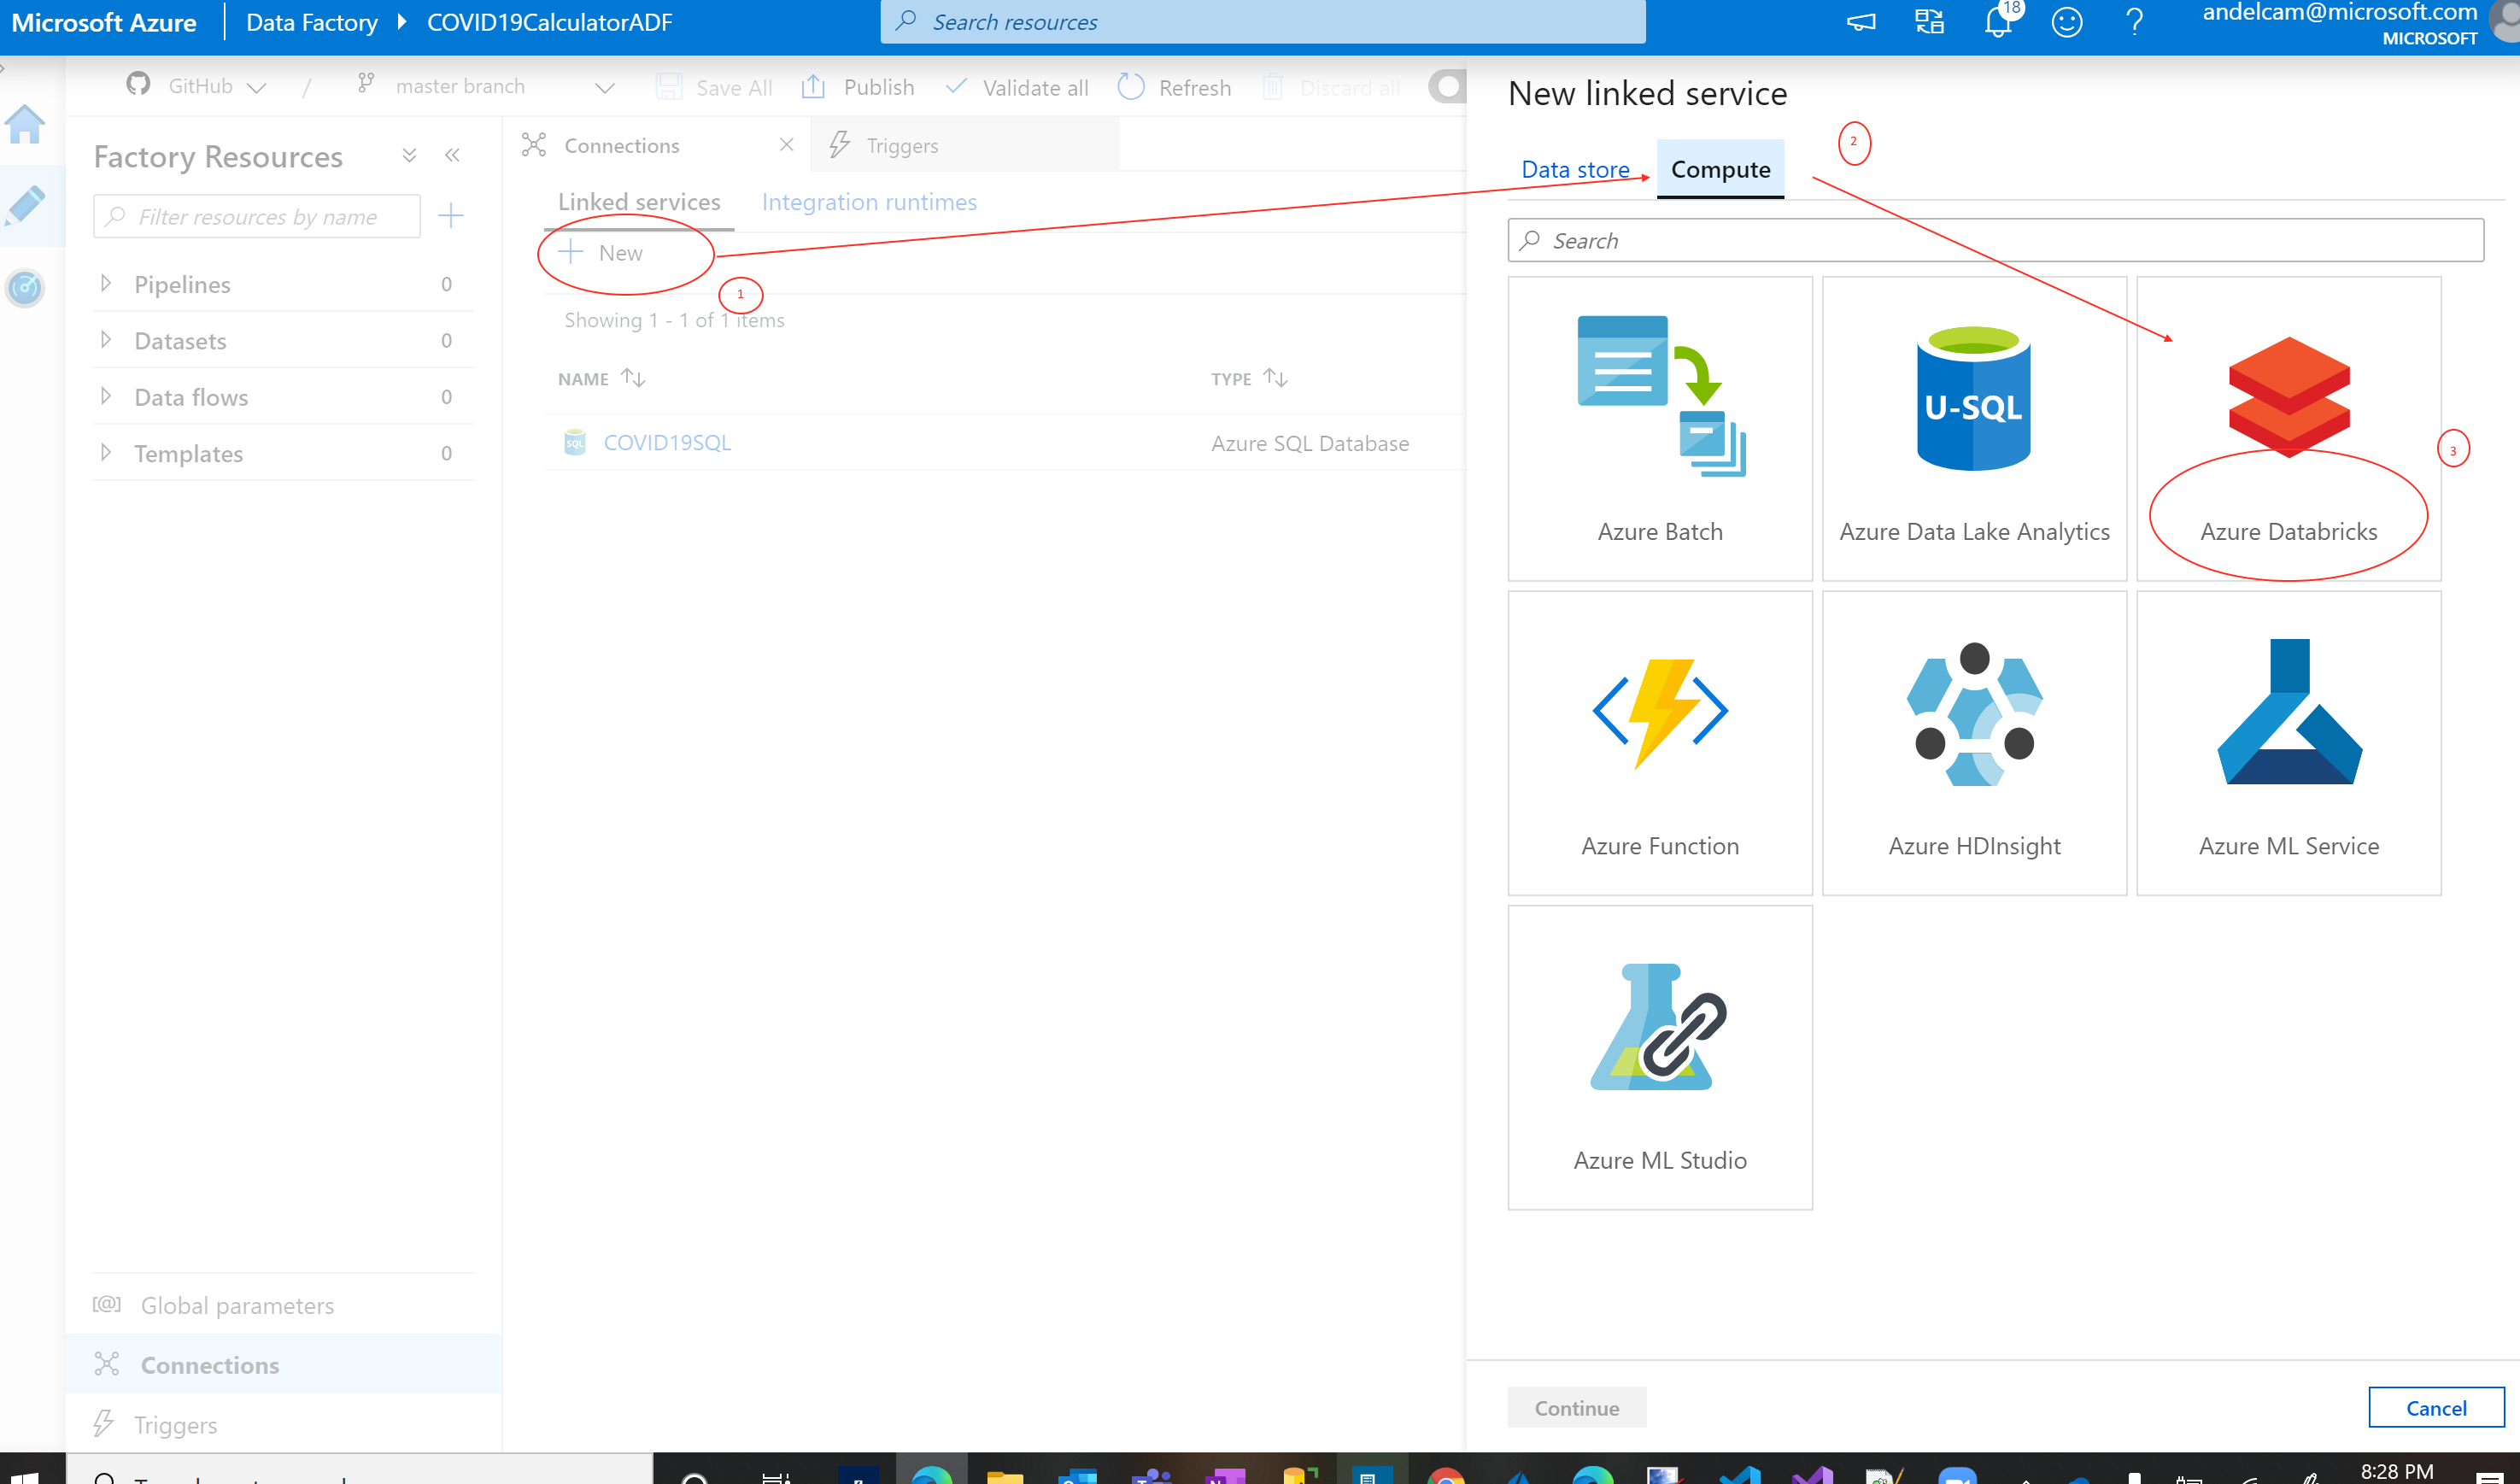 Microsoft Azure | Data Factory COVID19CalculatorADF
Search resources
18
andelcam@microsoft.com
MICROSOFT
GitHub / master branch
Save All
Publish
Validate all
Refresh
Discard all
Factory Resources
Filter resources by name
Pipelines 0
Datasets 0
Data flows 0
Templates 0
Global parameters
Connections
Triggers
Connections
Triggers
Linked services
Integration runtimes
New
1
Showing 1 - 1 of 1 items
NAME
TYPE
SQL
COVID19SQL
Azure SQL Database
New linked service
Data store
Compute
2
Search
Azure Batch
U-SQL
Azure Data Lake Analytics
3
Azure Databricks
Azure Function
Azure HDInsight
Azure ML Service
Azure ML Studio
Continue
Cancel
8:28 PM